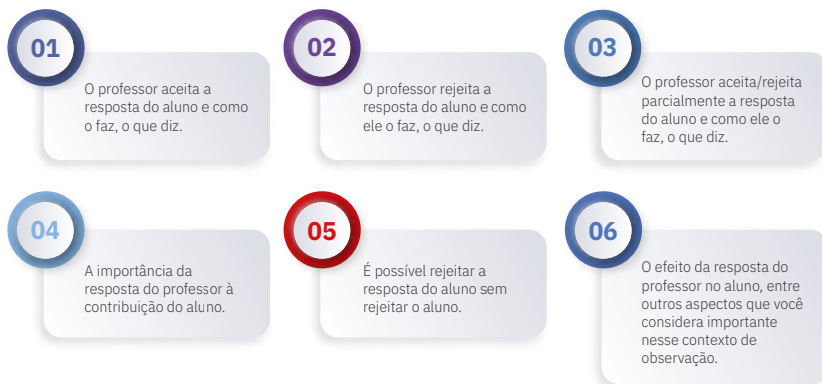 01
O professor aceita a
resposta do aluno e como
o faz, o que diz.
02
O professor rejeita a
resposta do aluno e como
ele o faz, o que diz.
03
O professor aceita/rejeita
parcialmente a resposta
do aluno e como ele o
faz, o que diz.
04
A importância da
resposta do professor à
contribuição do aluno.
05
É possível rejeitar a
resposta do aluno sem
rejeitar o aluno.
06
O efeito da resposta do
professor no aluno, entre
outros aspectos que você
considera importante
nesse contexto de
observação.